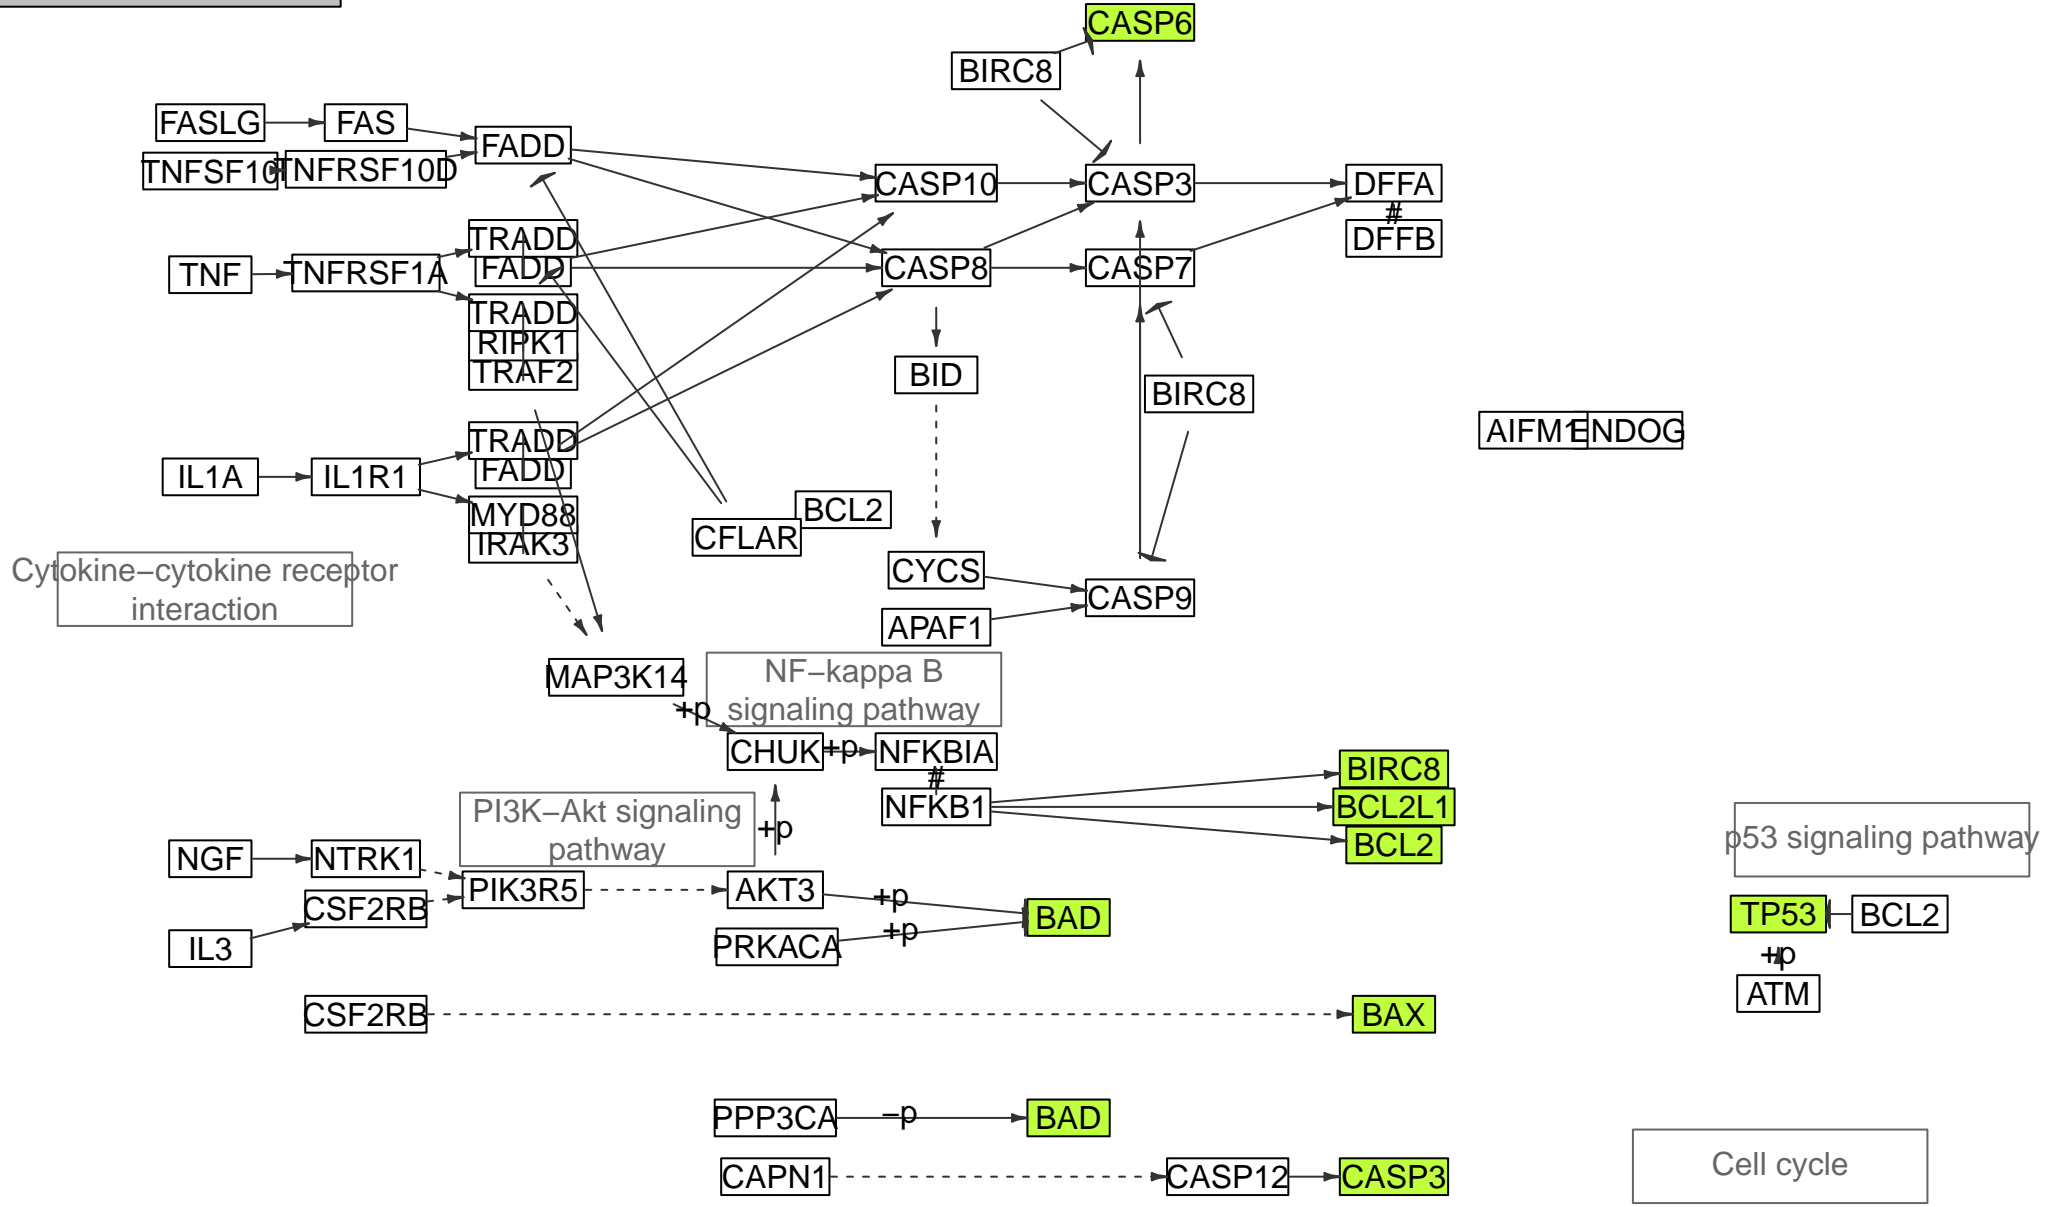 CASP6
BIRC8
FASLG
FAS
FADD
TNFSF10
TNFRSF10D
CASP10
CASP3
DFFA
#
DFFB
TRADD
FADD
TNF
TNFRSF1A
CASP8
CASP7
TRADD
RIPK1
TRAF2
BID
BIRC8
AIFM1
ENDOG
TRADD
FADD
IL1A
IL1R1
MYD88
IRAK3
BCL2
CFLAR
Cytokine−cytokine receptor
interaction
CYCS
CASP9
APAF1
MAP3K14
NF−kappa B
signaling pathway
+p
CHUK
+p
NFKBIA
#
NFKB1
BIRC8
BCL2L1
BCL2
PI3K−Akt signaling
pathway
+p
p53 signaling pathway
NGF
NTRK1
PIK3R5
AKT3
+p
CSF2RB
BAD
TP53
BCL2
IL3
PRKACA
+p
+p
ATM
CSF2RB
BAX
PPP3CA
−p
BAD
CAPN1
CASP12
CASP3
Cell cycle